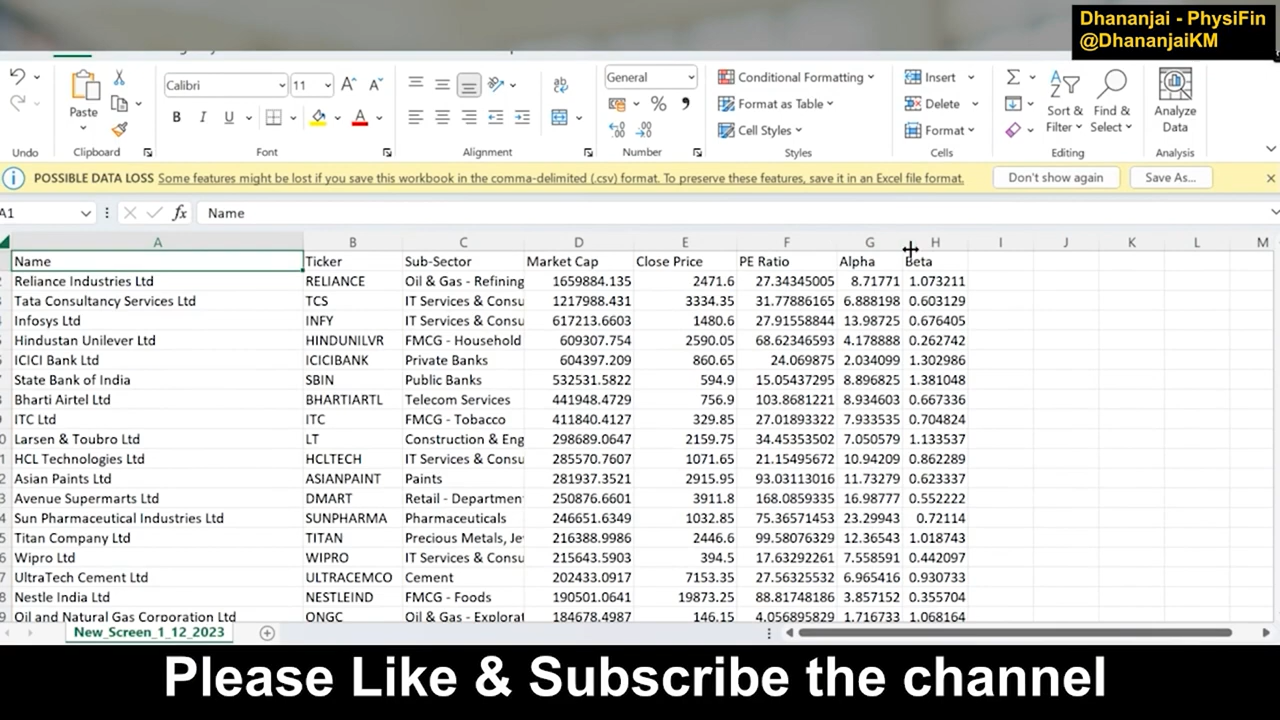 Dhananjai - PhysiFin
@DhananjaiKM
Calibri 11 General Conditional Formatting Insert
Paste Format as Table Delete Sort & Find & Analyze
B I U A Cell Styles Format Filter Select Data
Undo Clipboard Font Alignment Number Styles Cells Editing Analysis
POSSIBLE DATA LOSS Some features might be lost if you save this workbook in the comma-delimited (.csv) format. To preserve these features, save it in an Excel file format. Don't show again Save As...
A1 fx Name
A B C D E F G H I J K L M
Name Ticker Sub-Sector Market Cap Close Price PE Ratio Alpha Beta
Reliance Industries Ltd RELIANCE Oil & Gas - Refining 1659884.135 2471.6 27.34345005 8.71771 1.073211
Tata Consultancy Services Ltd TCS IT Services & Consu 1217988.431 3334.35 31.77886165 6.888198 0.603129
Infosys Ltd INFY IT Services & Consu 617213.6603 1480.6 27.91558844 13.98725 0.676405
Hindustan Unilever Ltd HINDUNILVR FMCG - Household 609307.754 2590.05 68.62346593 4.178888 0.262742
ICICI Bank Ltd ICICIBANK Private Banks 604397.209 860.65 24.069875 2.034099 1.302986
State Bank of India SBIN Public Banks 532531.5822 594.9 15.05437295 8.896825 1.381048
Bharti Airtel Ltd BHARTIARTL Telecom Services 441948.4729 756.9 103.8681221 8.934603 0.667336
ITC Ltd ITC FMCG - Tobacco 411840.4127 329.85 27.01893322 7.933535 0.704824
Larsen & Toubro Ltd LT Construction & Eng 298689.0647 2159.75 34.45353502 7.050579 1.133537
HCL Technologies Ltd HCLTECH IT Services & Consu 285570.7607 1071.65 21.15495672 10.94209 0.862289
Asian Paints Ltd ASIANPAINT Paints 281937.3521 2915.95 93.03113016 11.73279 0.623337
Avenue Supermarts Ltd DMART Retail - Departmen 250876.6601 3911.8 168.0859335 16.98777 0.552222
Sun Pharmaceutical Industries Ltd SUNPHARMA Pharmaceuticals 246651.6349 1032.85 75.36571453 23.29943 0.72114
Titan Company Ltd TITAN Precious Metals, Je 216388.9986 2446.6 99.58076329 12.36543 1.018743
Wipro Ltd WIPRO IT Services & Consu 215643.5903 394.5 17.63292261 7.558591 0.442097
UltraTech Cement Ltd ULTRACEMCO Cement 202433.0917 7153.35 27.56325532 6.965416 0.930733
Nestle India Ltd NESTLEIND FMCG - Foods 190501.0641 19873.25 88.81748186 3.857152 0.355704
Oil and Natural Gas Corporation Ltd ONGC Oil & Gas - Explorat 184678.4987 146.15 4.056895829 1.716733 1.068164
New_Screen_1_12_2023
Please Like & Subscribe the channel